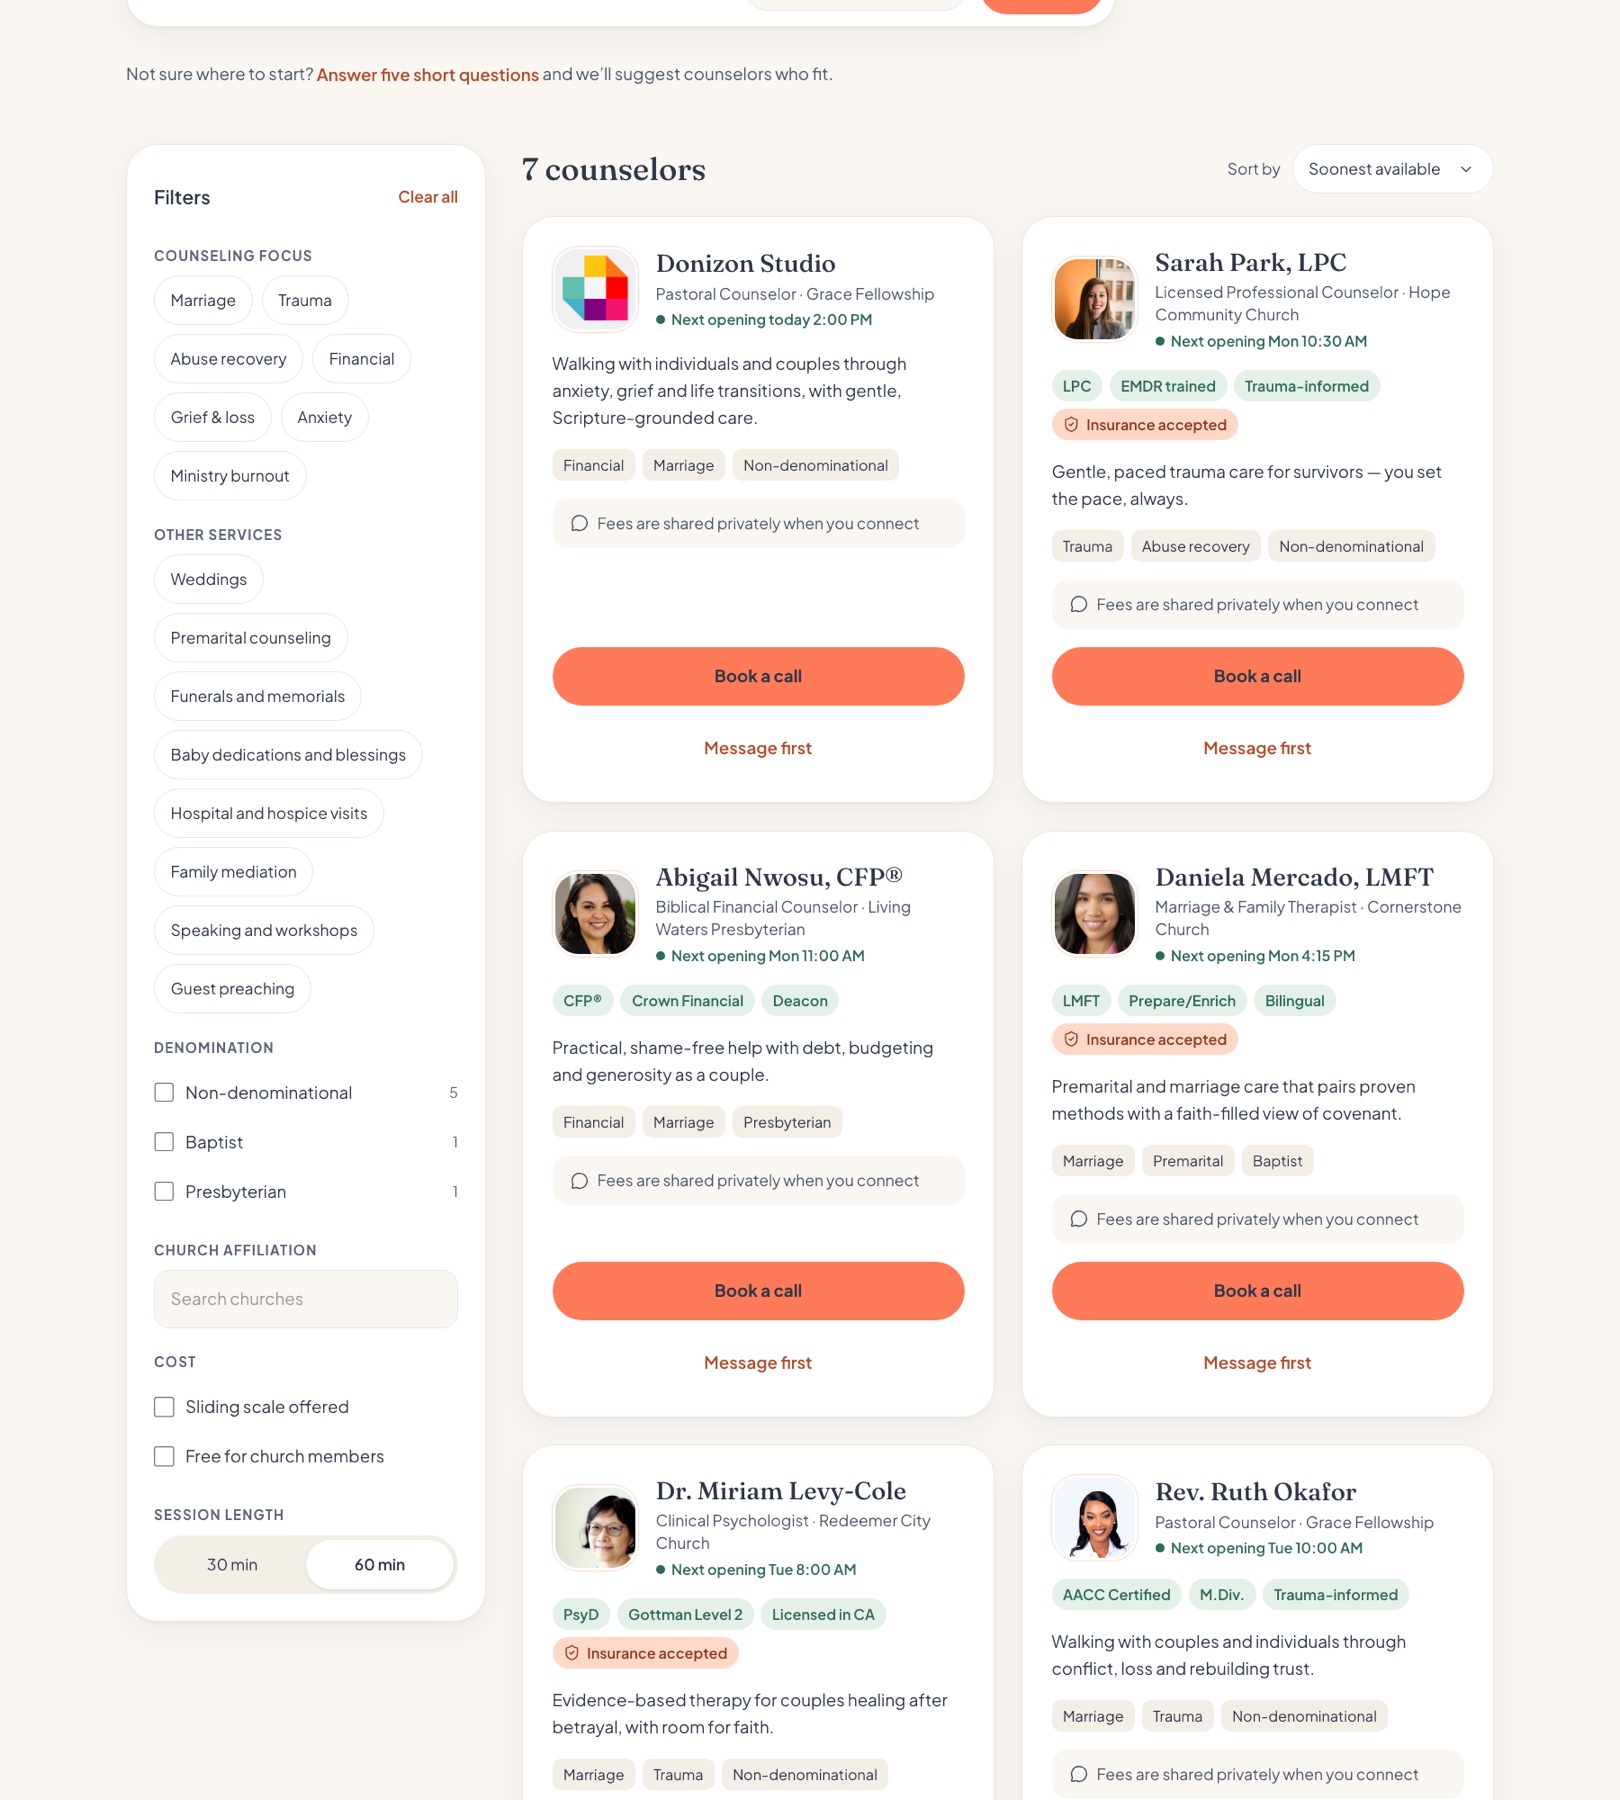 Not sure where to start? Answer five short questions and we'll suggest counselors who fit.
Filters
Clear all
COUNSELING FOCUS
Marriage
Trauma
Abuse recovery
Financial
Grief & loss
Anxiety
Ministry burnout
OTHER SERVICES
Weddings
Premarital counseling
Funerals and memorials
Baby dedications and blessings
Hospital and hospice visits
Family mediation
Speaking and workshops
Guest preaching
DENOMINATION
Non-denominational 5
Baptist 1
Presbyterian 1
CHURCH AFFILIATION
Search churches
COST
Sliding scale offered
Free for church members
SESSION LENGTH
30 min
60 min
7 counselors
Sort by
Soonest available
Donizon Studio
Pastoral Counselor · Grace Fellowship
Next opening today 2:00 PM
Walking with individuals and couples through
anxiety, grief and life transitions, with gentle,
Scripture-grounded care.
Financial
Marriage
Non-denominational
Fees are shared privately when you connect
Book a call
Message first
Sarah Park, LPC
Licensed Professional Counselor · Hope
Community Church
Next opening Mon 10:30 AM
LPC
EMDR trained
Trauma-informed
Insurance accepted
Gentle, paced trauma care for survivors — you set
the pace, always.
Trauma
Abuse recovery
Non-denominational
Fees are shared privately when you connect
Book a call
Message first
Abigail Nwosu, CFP®
Biblical Financial Counselor · Living
Waters Presbyterian
Next opening Mon 11:00 AM
CFP®
Crown Financial
Deacon
Practical, shame-free help with debt, budgeting
and generosity as a couple.
Financial
Marriage
Presbyterian
Fees are shared privately when you connect
Book a call
Message first
Daniela Mercado, LMFT
Marriage & Family Therapist · Cornerstone
Church
Next opening Mon 4:15 PM
LMFT
Prepare/Enrich
Bilingual
Insurance accepted
Premarital and marriage care that pairs proven
methods with a faith-filled view of covenant.
Marriage
Premarital
Baptist
Fees are shared privately when you connect
Book a call
Message first
Dr. Miriam Levy-Cole
Clinical Psychologist · Redeemer City
Church
Next opening Tue 8:00 AM
PsyD
Gottman Level 2
Licensed in CA
Insurance accepted
Evidence-based therapy for couples healing after
betrayal, with room for faith.
Marriage
Trauma
Non-denominational
Rev. Ruth Okafor
Pastoral Counselor · Grace Fellowship
Next opening Tue 10:00 AM
AACC Certified
M.Div.
Trauma-informed
Walking with couples and individuals through
conflict, loss and rebuilding trust.
Marriage
Trauma
Non-denominational
Fees are shared privately when you connect